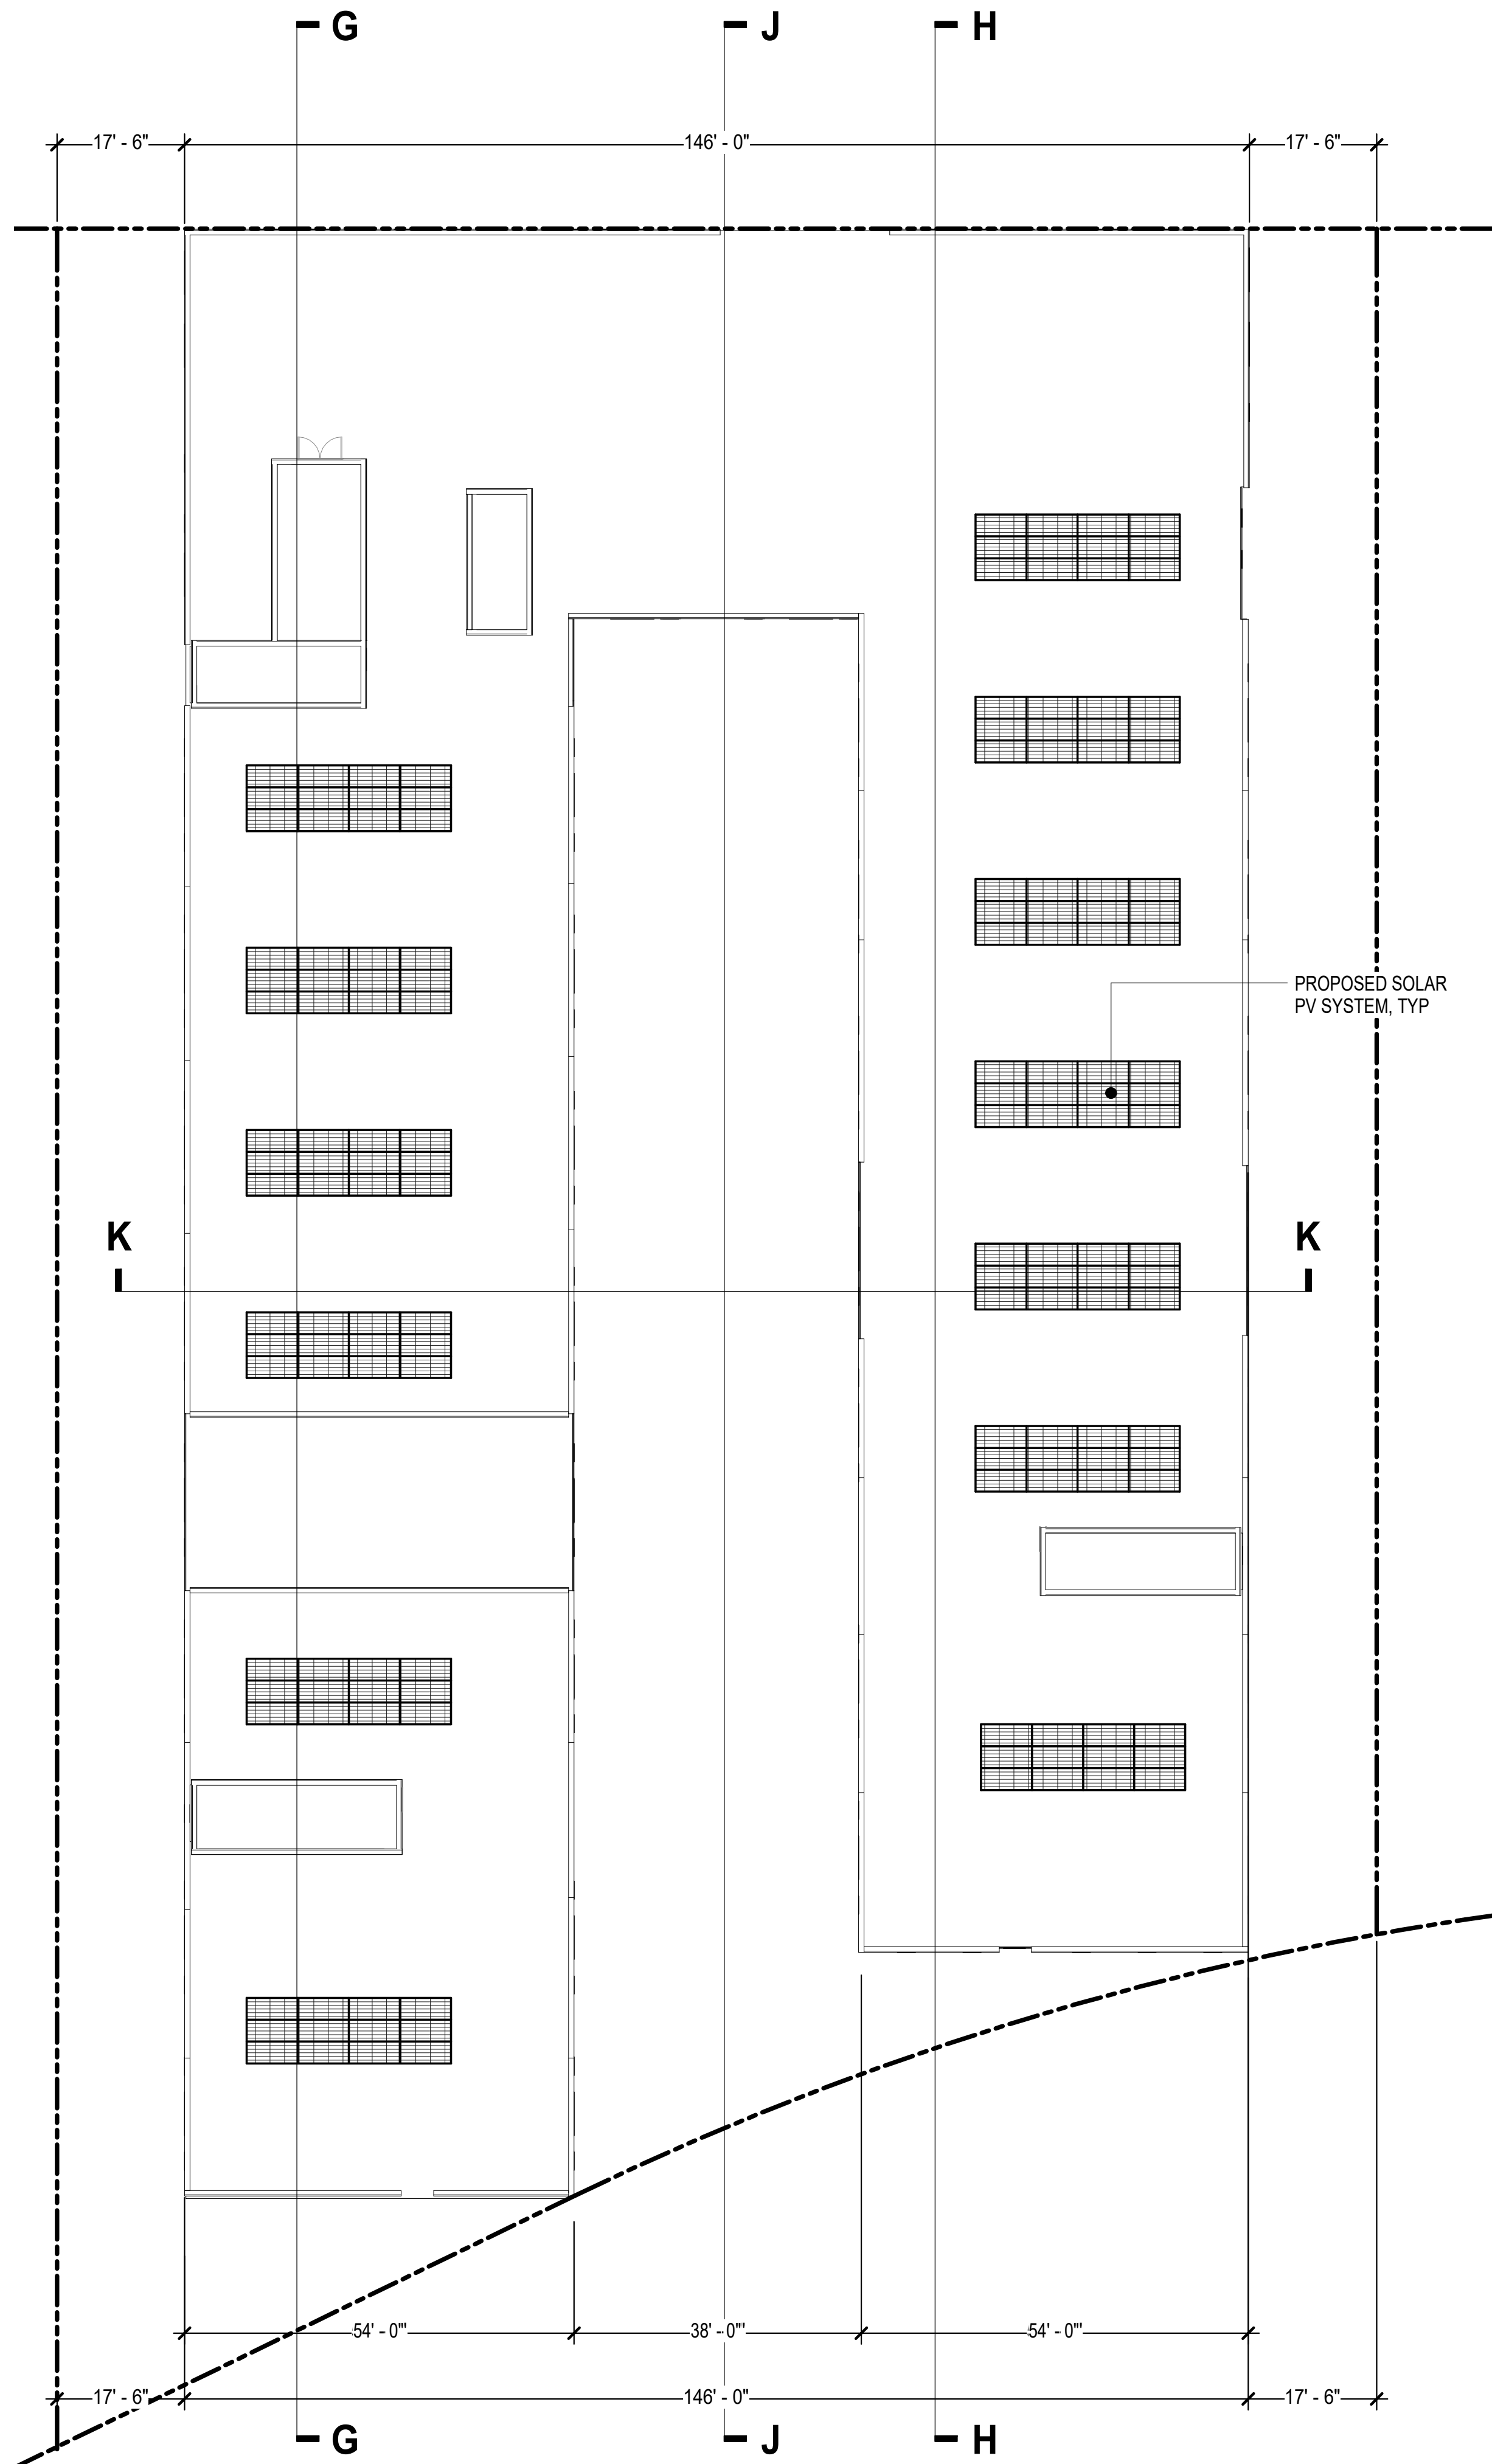 G
J
H
17' - 6"
146' - 0"
17' - 6"
PROPOSED SOLAR
PV SYSTEM, TYP
K
K
54' - 0"'
38' - 0"'
54' - 0"'
17' - 6"
146' - 0"
17' - 6"
G
J
H